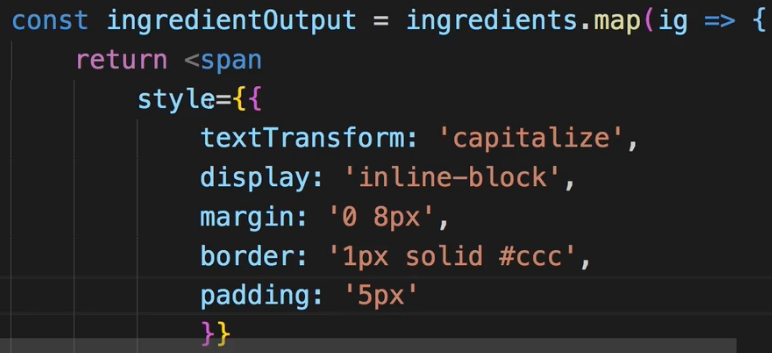 const ingredientOutput = ingredients.map(ig => {
return <span
style={{
textTransform: 'capitalize',
display: 'inline-block',
margin: '0 8px',
border: '1px solid #ccc',
padding: '5px'
}}